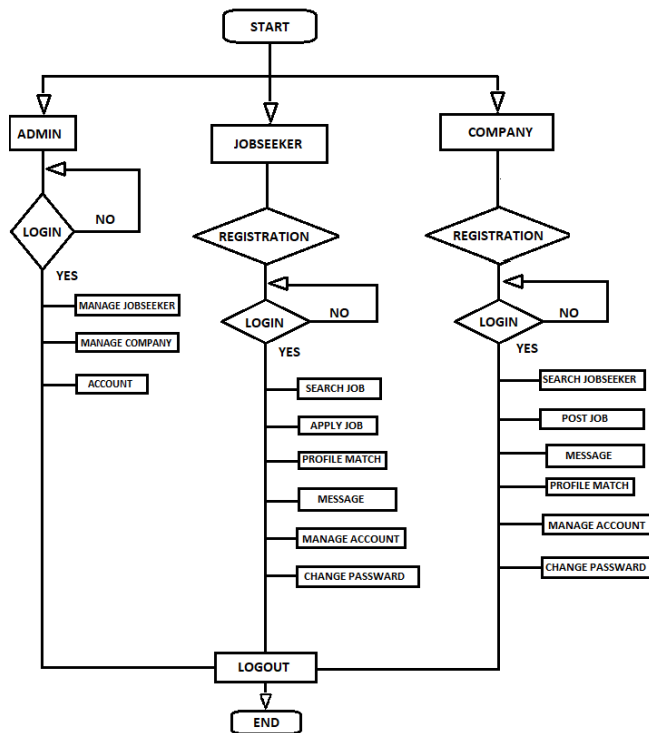 START
ADMIN
JOBSEEKER
COMPANY
LOGIN
NO
YES
MANAGE JOBSEEKER
MANAGE COMPANY
ACCOUNT
REGISTRATION
LOGIN
NO
YES
SEARCH JOB
APPLY JOB
PROFILE MATCH
MESSAGE
MANAGE ACCOUNT
CHANGE PASSWARD
REGISTRATION
LOGIN
NO
YES
SEARCH JOBSEEKER
POST JOB
MESSAGE
PROFILE MATCH
MANAGE ACCOUNT
CHANGE PASSWARD
LOGOUT
END